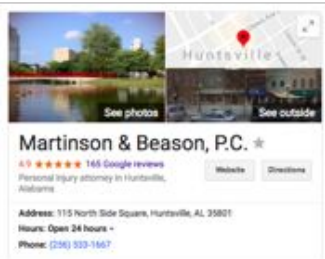 Huntsville
See photos
See outside
Martinson & Beason, P.C.
4.9 ★★★★★ 165 Google reviews
Website
Directions
Personal injury attorney in Huntsville,
Alabama
Address: 115 North Side Square, Huntsville, AL 35801
Hours: Open 24 hours
Phone: (256) 533-1667